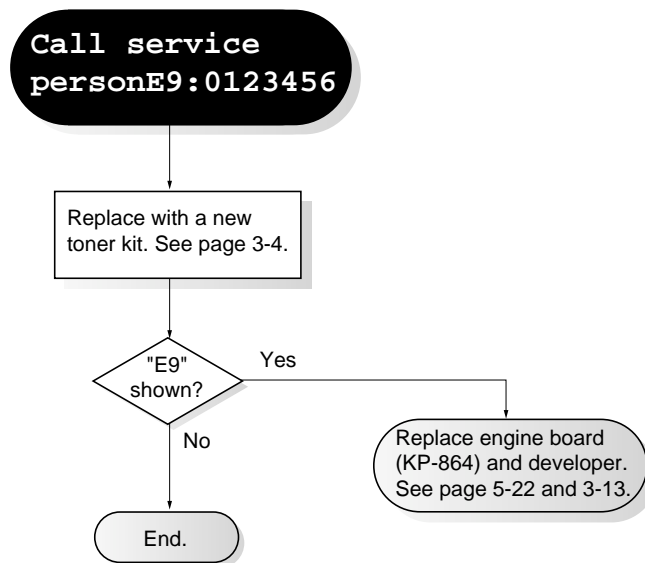 Call service
personE9:0123456
Replace with a new
toner kit. See page 3-4.
"E9"
shown?
Yes
No
Replace engine board
(KP-864) and developer.
See page 5-22 and 3-13.
End.